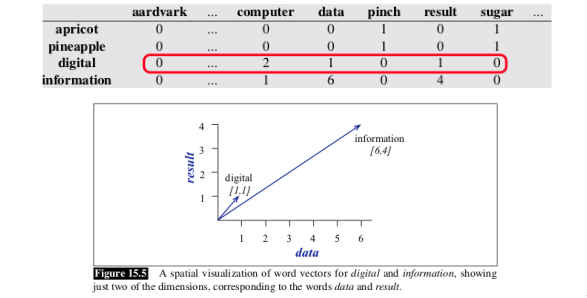 aardvark ... computer data pinch result sugar ...
apricot 0 ... 0 0 1 0 1
pineapple 0 ... 0 0 1 0 1
digital 0 ... 2 1 0 1 0
information 0 ... 1 6 0 4 0
4
3
2
1
result
information
[6,4]
digital
[1,1]
1 2 3 4 5 6
data
Figure 15.5 A spatial visualization of word vectors for digital and information, showing
just two of the dimensions, corresponding to the words data and result.